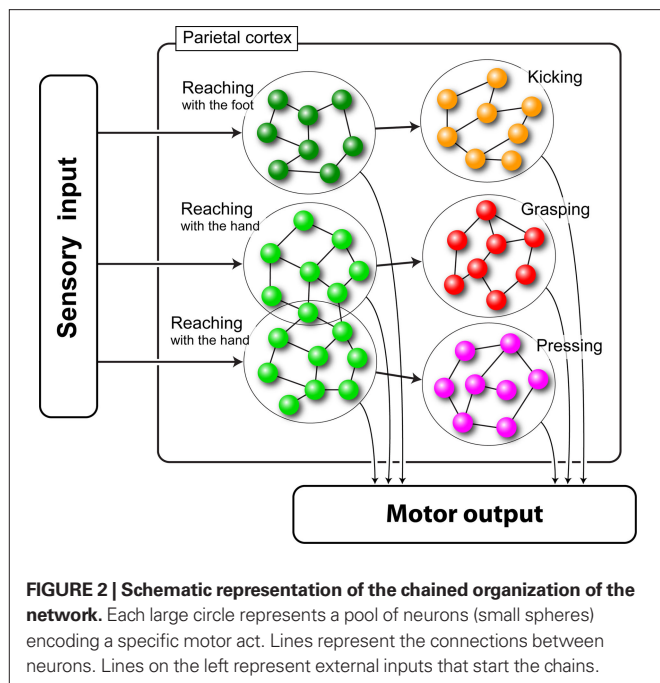 Parietal cortex
Sensory input
Reaching
with the foot
Kicking
Reaching
with the hand
Grasping
Reaching
with the hand
Pressing
Motor output
FIGURE 2 | Schematic representation of the chained organization of the
network. Each large circle represents a pool of neurons (small spheres)
encoding a specific motor act. Lines represent the connections between
neurons. Lines on the left represent external inputs that start the chains.